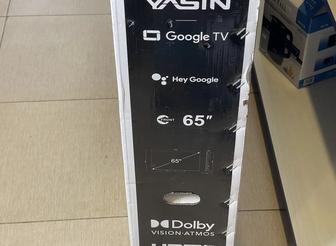 YASIN
Google TV
Hey Google
65"
65"
Dolby
VISION·ATMOS